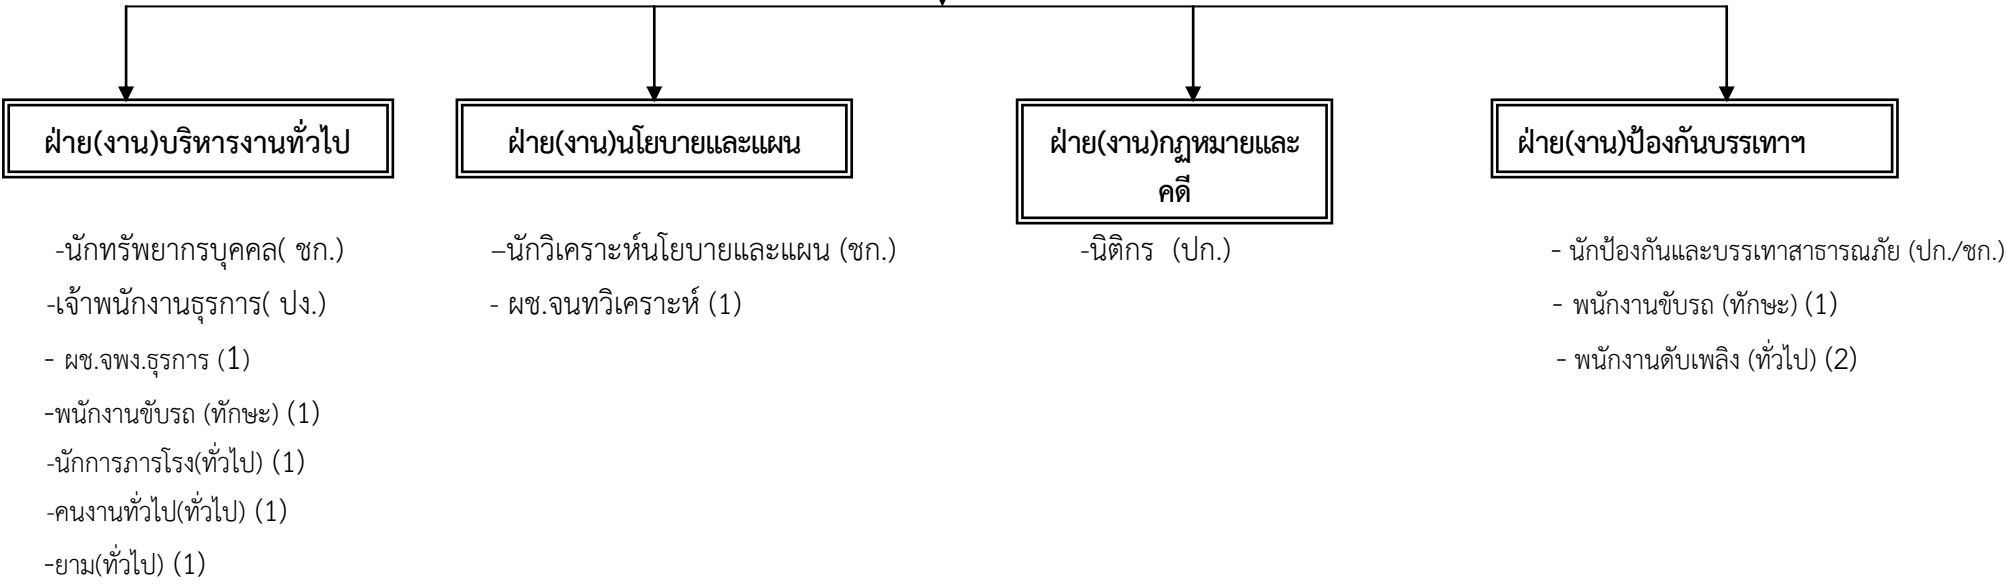 ฝ่าย(งาน)บริหารงานทั่วไป
-นักทรัพยากรบุคคล( ชก.)
-เจ้าพนักงานธุรการ( ปง.)
- ผช.จพง.ธุรการ (1)
-พนักงานขับรถ (ทักษะ) (1)
-นักการภารโรง(ทั่วไป) (1)
-คนงานทั่วไป(ทั่วไป) (1)
-ยาม(ทั่วไป) (1)
ฝ่าย(งาน)นโยบายและแผน
–นักวิเคราะห์นโยบายและแผน (ชก.)
- ผช.จนทวิเคราะห์ (1)
ฝ่าย(งาน)กฏหมายและ
คดี
-นิติกร (ปก.)
ฝ่าย(งาน)ป้องกันบรรเทาฯ
- นักป้องกันและบรรเทาสาธารณภัย (ปก./ชก.)
- พนักงานขับรถ (ทักษะ) (1)
- พนักงานดับเพลิง (ทั่วไป) (2)